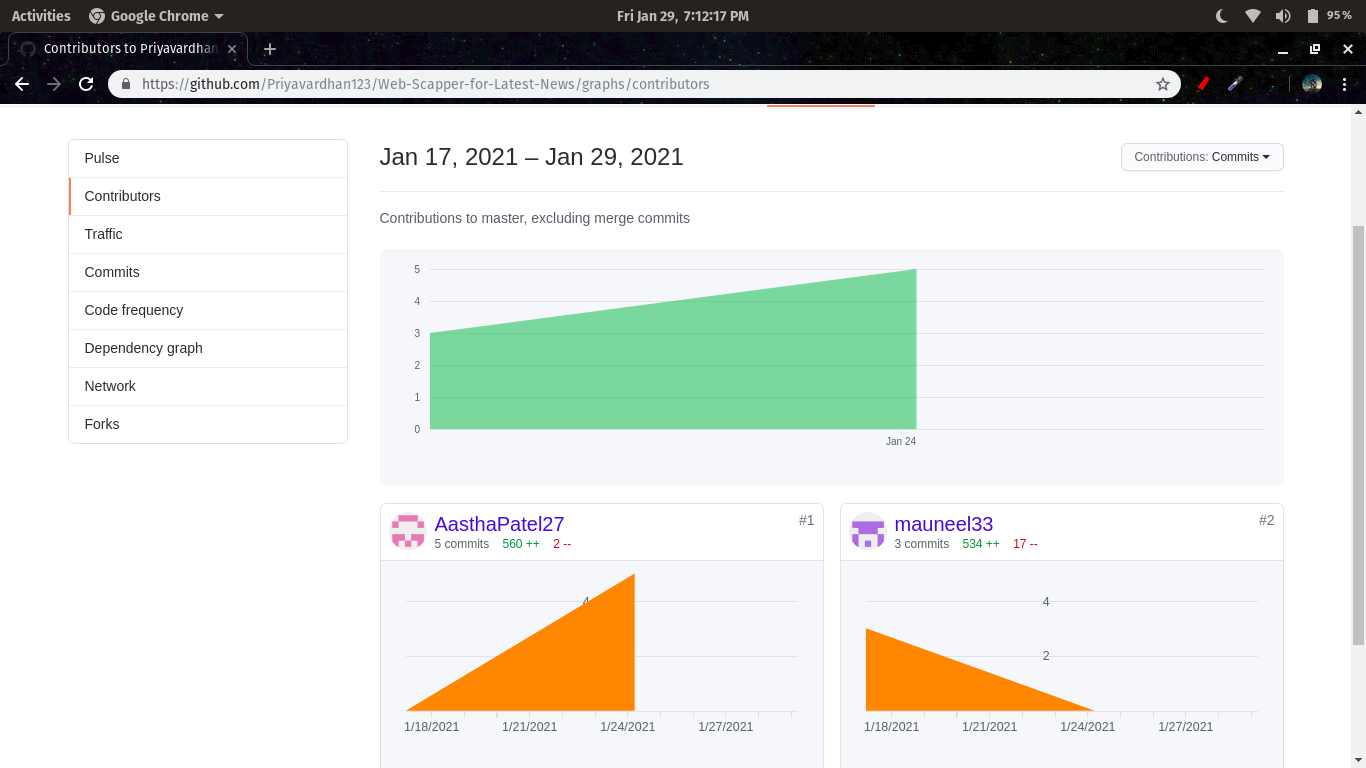 Activities Google Chrome Fri Jan 29, 7:12:17 PM 95 %
Contributors to Priyavardhan
https://github.com/Priyavardhan123/Web-Scapper-for-Latest-News/graphs/contributors
Pulse
Contributors
Traffic
Commits
Code frequency
Dependency graph
Network
Forks
Jan 17, 2021 – Jan 29, 2021
Contributions: Commits
Contributions to master, excluding merge commits
5
4
3
2
1
0
Jan 24
AasthaPatel27 #1
5 commits 560 ++ 2 --
4
1/18/2021 1/21/2021 1/24/2021 1/27/2021
mauneel33 #2
3 commits 534 ++ 17 --
4
2
1/18/2021 1/21/2021 1/24/2021 1/27/2021